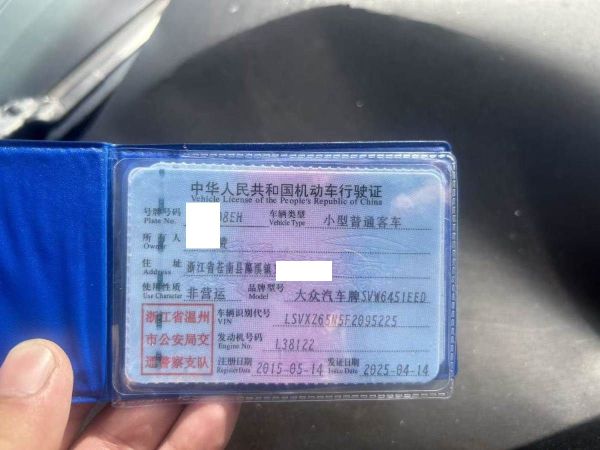 中华人民共和国机动车行驶证
Vehicle License of the People's Republic of China
号牌号码 8EH 车辆类型 小型普通客车
Plate No. Vehicle Type
所有人
Owner
住址 浙江省苍南县藻溪镇
Address
使用性质 非营运 品牌型号 大众汽车牌SVW6451EED
Use Character Model
浙江省温州 车辆识别代号 LSVXZ65N5F2095225
VIN
市公安局交 发动机号码 L38122
Engine No.
通警察支队 注册日期 2015-05-14 发证日期 2025-04-14
Register Date Issue Date